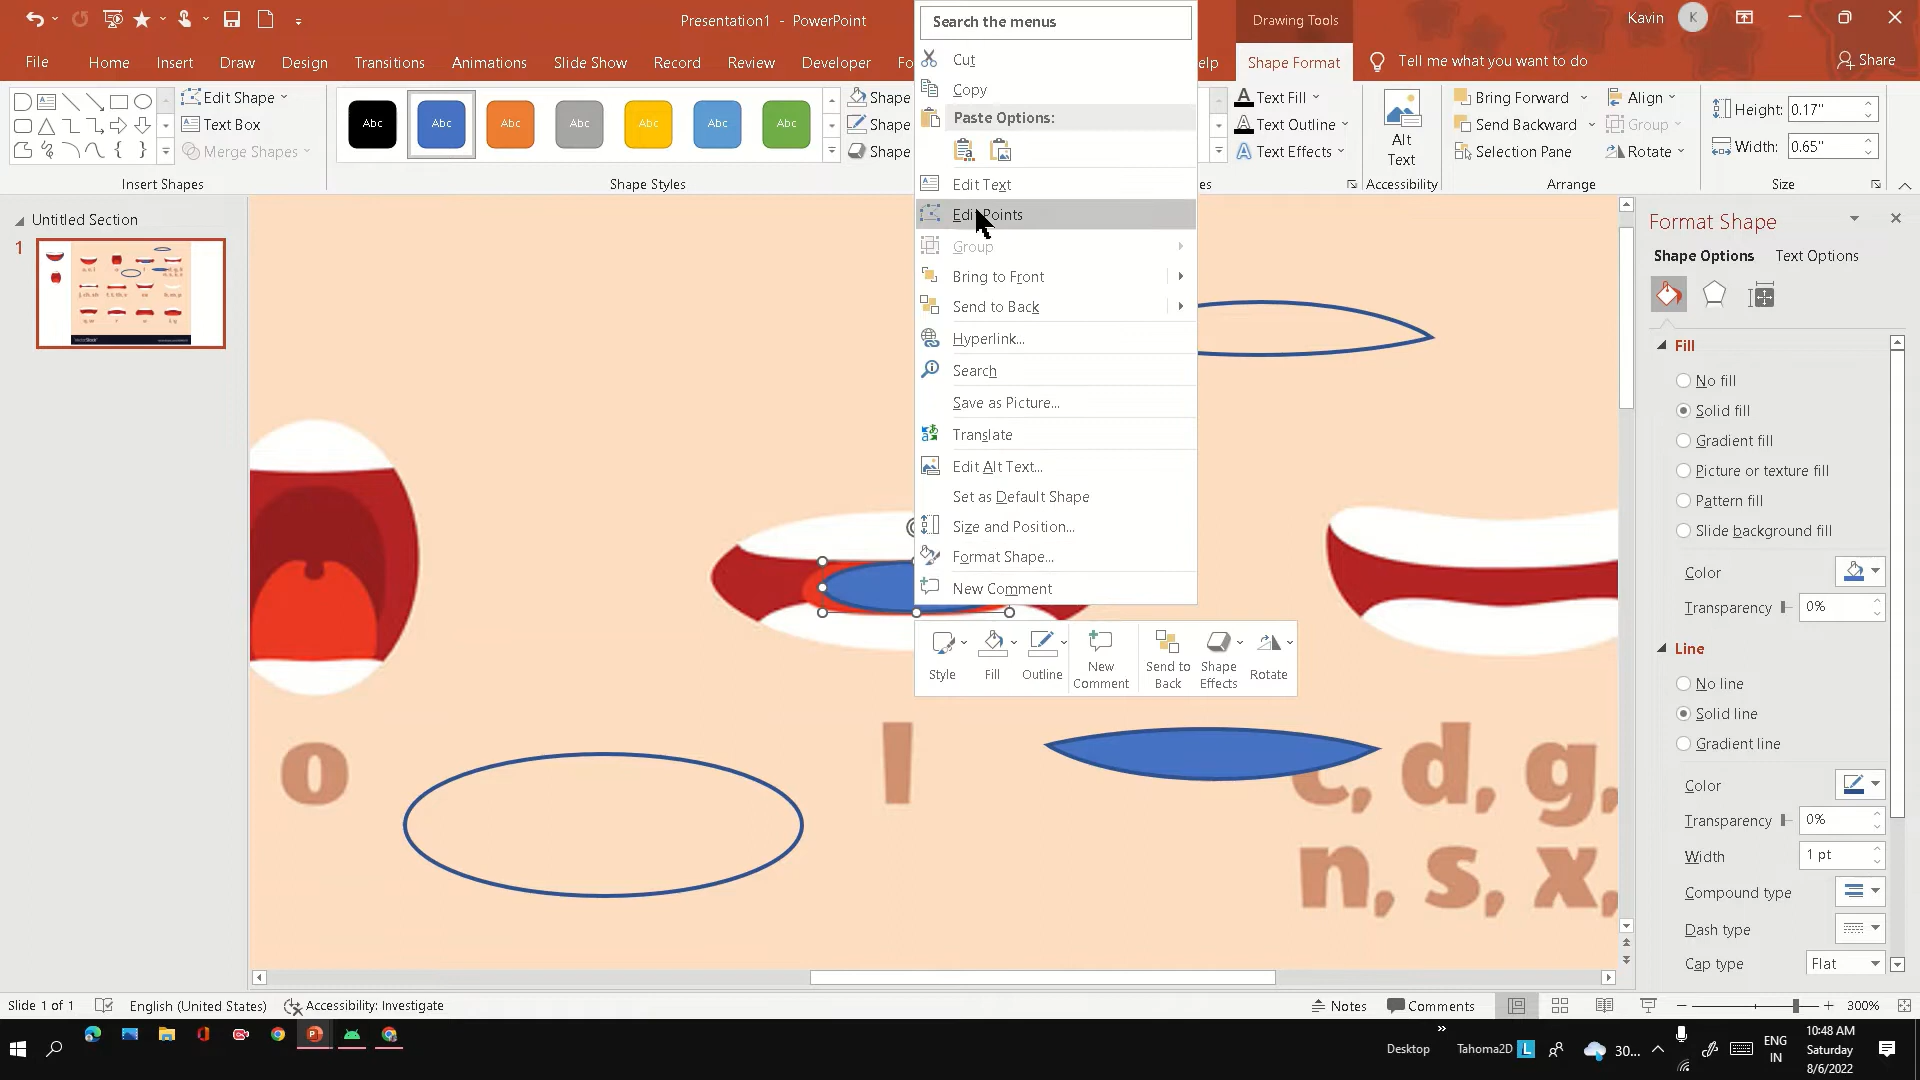 Presentation1 - PowerPoint
Drawing Tools
Kavin
K
File
Home
Insert
Draw
Design
Transitions
Animations
Slide Show
Record
Review
Developer
Shape Format
Tell me what you want to do
Share
Edit Shape
Text Box
Merge Shapes
Insert Shapes
Abc
Abc
Abc
Abc
Abc
Abc
Abc
Shape Styles
Shape
Shape
Shape
Text Fill
Text Outline
Text Effects
Alt
Text
Accessibility
Bring Forward
Send Backward
Selection Pane
Align
Group
Rotate
Arrange
Height: 0.17"
Width: 0.65"
Size
Search the menus
Cut
Copy
Paste Options:
Edit Text
Edit Points
Group
Bring to Front
Send to Back
Hyperlink...
Search
Save as Picture...
Translate
Edit Alt Text...
Set as Default Shape
Size and Position...
Format Shape...
New Comment
Style
Fill
Outline
New
Comment
Send to
Back
Shape
Effects
Rotate
Untitled Section
1
o
l
c, d, g,
n, s, x,
Format Shape
Shape Options
Text Options
Fill
No fill
Solid fill
Gradient fill
Picture or texture fill
Pattern fill
Slide background fill
Color
Transparency
0%
Line
No line
Solid line
Gradient line
Color
Transparency
0%
Width
1 pt
Compound type
Dash type
Cap type
Flat
Slide 1 of 1
English (United States)
Accessibility: Investigate
Notes
Comments
300%
Desktop
Tahoma2D
L
30...
ENG
IN
10:48 AM
Saturday
8/6/2022